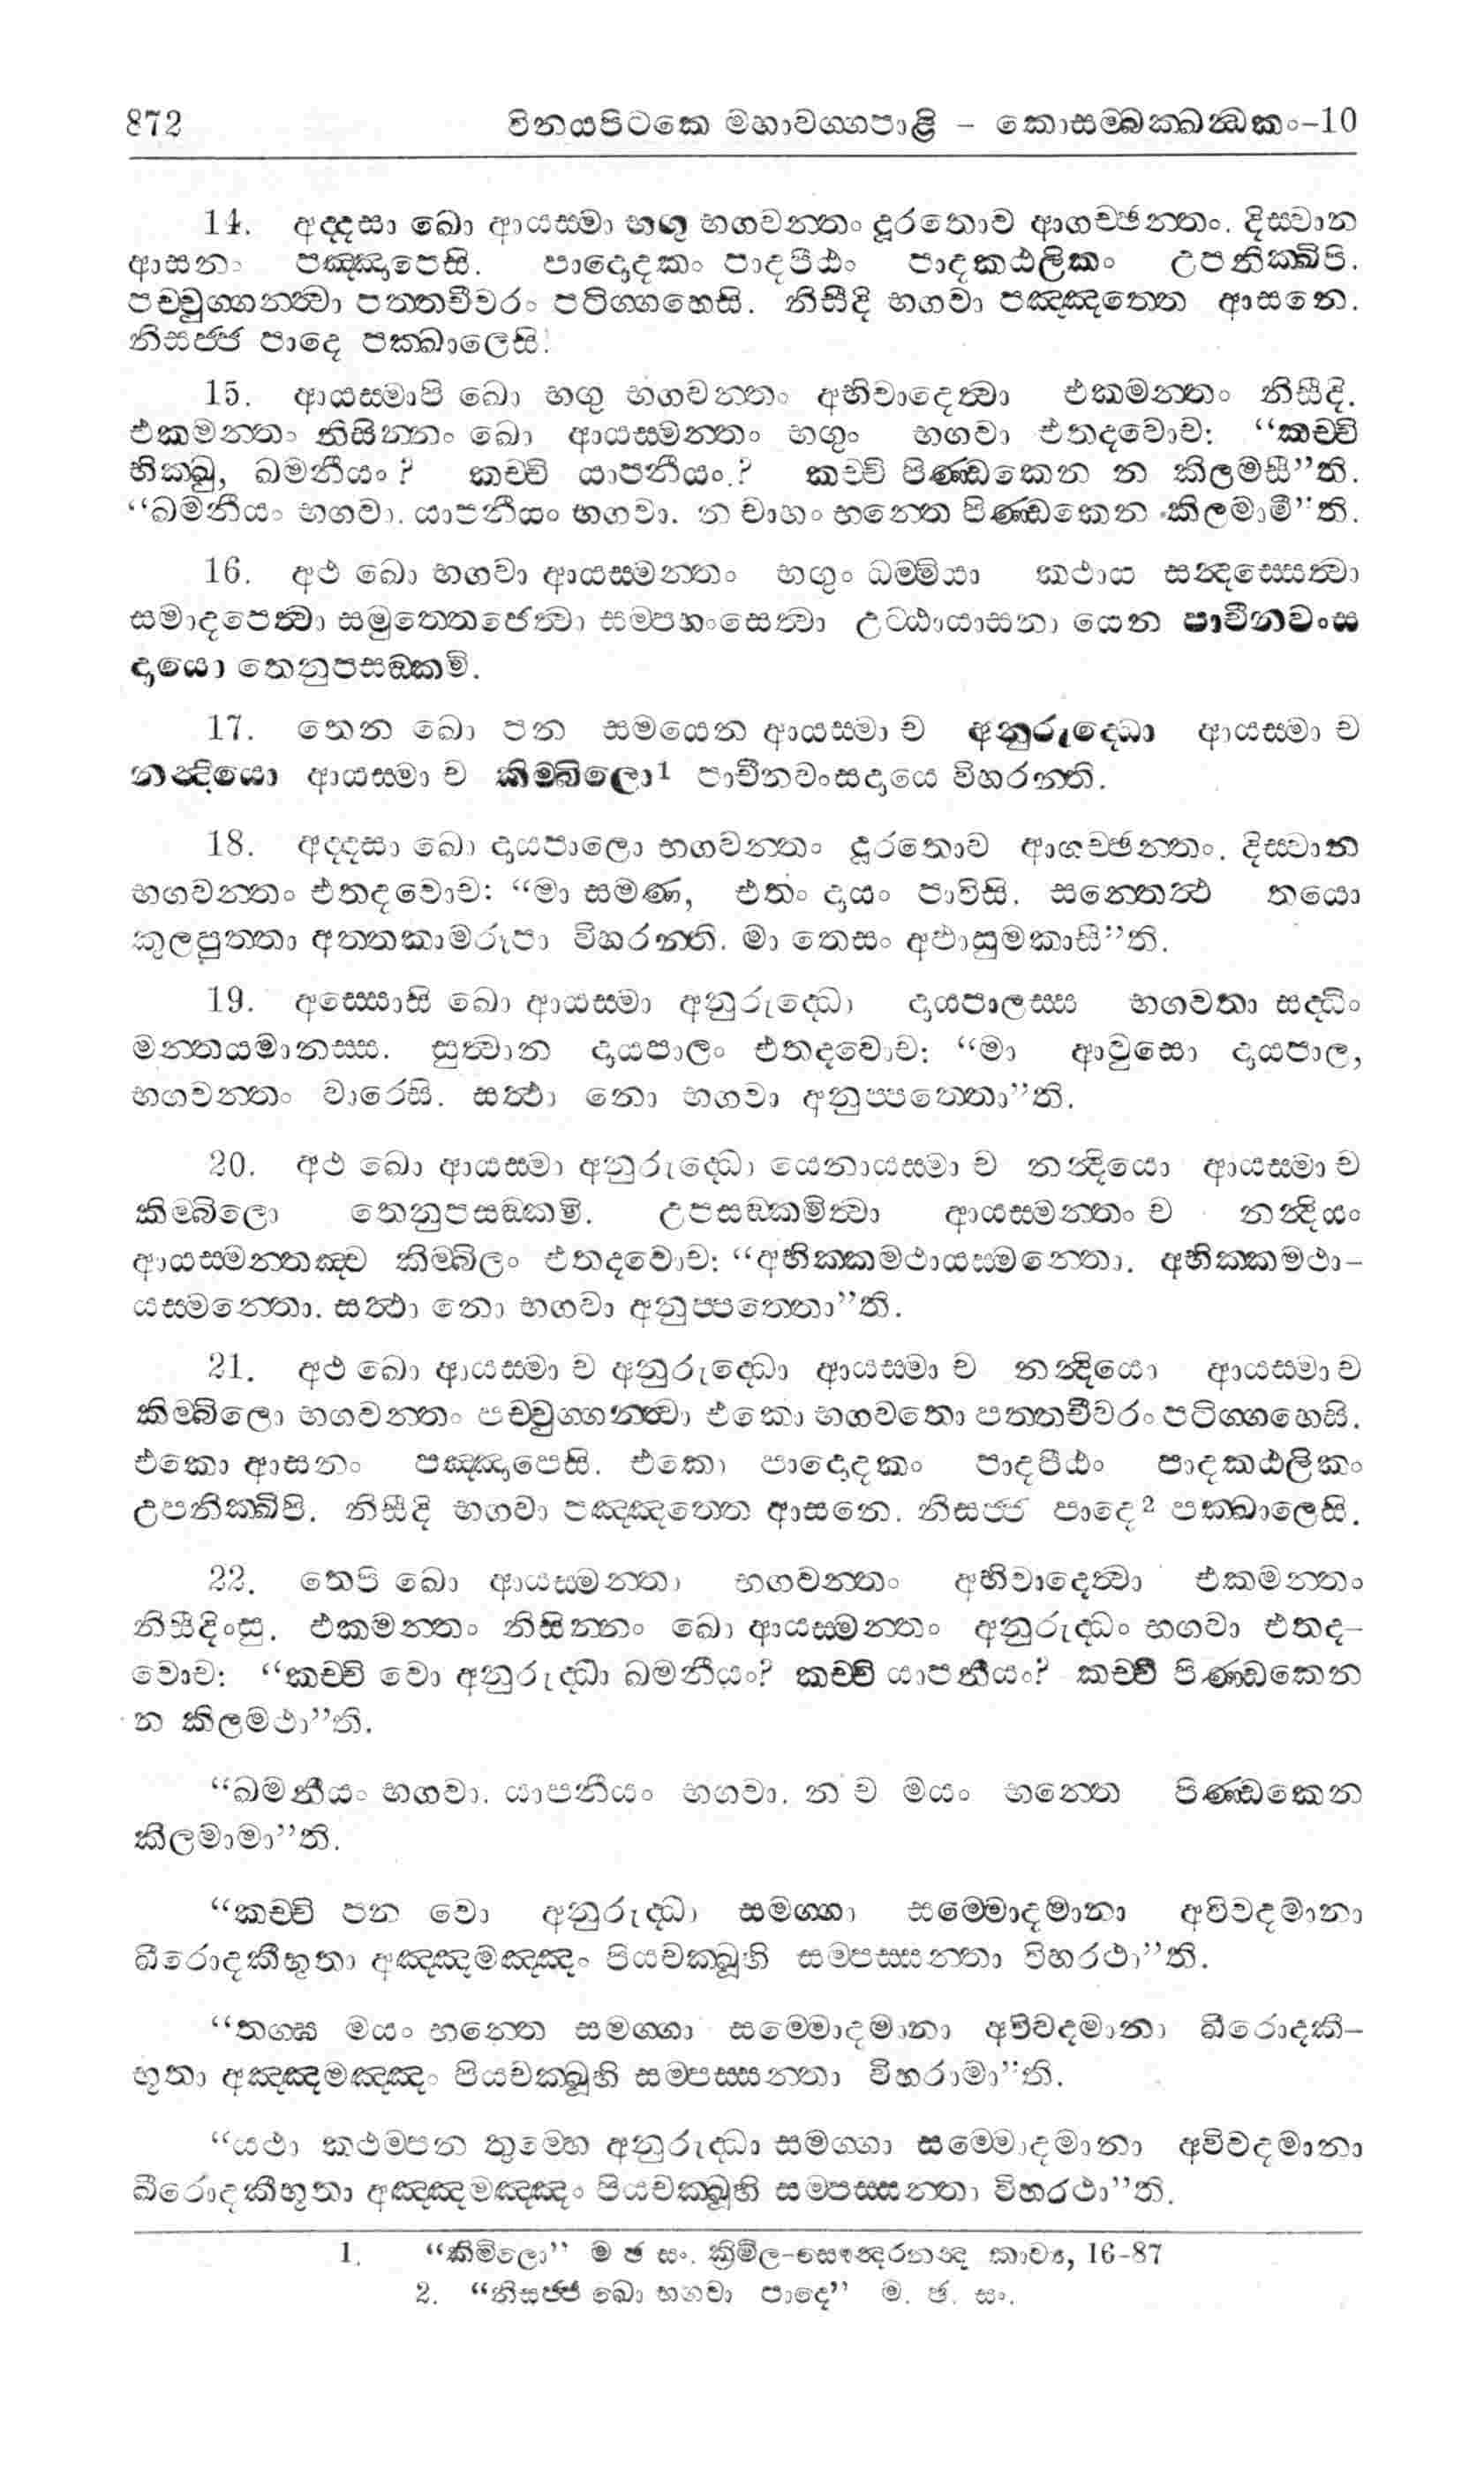 872 විනයපිටකෙ මහාවග්ගපාළි – කොසම්බක්ඛන්ධකං–10
14. අද්දසා ඛො ආයස්මා භගු භගවන්තං දූරතොව ආගච්ඡන්තං. දිස්වාන
ආසනං පඤ්ඤාපෙසි. පාදොදකං පාදපීඨං පාදකඨලිකං උපනික්ඛිපි.
පච්චුග්ගන්ත්වා පත්තචීවරං පටිග්ගහෙසි. නිසීදි භගවා පඤ්ඤත්තෙ ආසනෙ.
නිසජ්ජ පාදෙ පක්ඛාලෙසි.
15. ආයස්මාපි ඛො භගු භගවන්තං අභිවාදෙත්වා එකමන්තං නිසීදි.
එකමන්තං නිසින්නං ඛො ආයස්මන්තං භගුං භගවා එතදවොච: “කච්චි
භික්ඛු, ඛමනීයං? කච්චි යාපනීයං.? කච්චි පිණ්ඩකෙන න කිලමසී”ති.
“ඛමනීයං භගවා. යාපනීයං භගවා. න චාහං භන්තෙ පිණ්ඩකෙන කිලමාමී”ති.
16. අථ ඛො භගවා ආයස්මන්තං භගුං ධම්මියා කථාය සන්දස්සෙත්වා
සමාදපෙත්වා සමුත්තෙජෙත්වා සම්පහංසෙත්වා උට්ඨායාසනා යෙන පාචීනවංස
දායො තෙනුපසඞ්කමි.
17. තෙන ඛො පන සමයෙන ආයස්මා ච අනුරුද්ධො ආයස්මා ච
නන්දියො ආයස්මා ච කිම්බිලො1 පාචීනවංසදායෙ විහරන්ති.
18. අද්දසා ඛො දායපාලො භගවන්තං දූරතොව ආගච්ඡන්තං. දිස්වාන
භගවන්තං එතදවොච: “මා සමණ, එතං දායං පාවිසි. සන්තෙත්ථ තයො
කුලපුත්තා අත්තකාමරූපා විහරන්ති. මා තෙසං අඵාසුමකාසී”ති.
19. අස්සොසි ඛො ආයස්මා අනුරුද්ධො දායපාලස්ස භගවතා සද්ධිං
මන්තයමානස්ස. සුත්වාන දායපාලං එතදවොච: “මා ආවුසො දායපාල,
භගවන්තං වාරෙසි. සත්ථා නො භගවා අනුප්පත්තො”ති.
20. අථ ඛො ආයස්මා අනුරුද්ධො යෙනායස්මා ච නන්දියො ආයස්මා ච
කිම්බිලො තෙනුපසඞ්කමි. උපසඞ්කමිත්වා ආයස්මන්තං ච නන්දියං
ආයස්මන්තඤ්ච කිම්බිලං එතදවොච: “අභික්කමථායස්මන්තො. අභික්කමථා–
යස්මන්තො. සත්ථා නො භගවා අනුප්පත්තො”ති.
21. අථ ඛො ආයස්මා ච අනුරුද්ධො ආයස්මා ච නන්දියො ආයස්මා ච
කිම්බිලො භගවන්තං පච්චුග්ගන්ත්වා එකො භගවතො පත්තචීවරං පටිග්ගහෙසි.
එකො ආසනං පඤ්ඤාපෙසි. එකො පාදොදකං පාදපීඨං පාදකඨලිකං
උපනික්ඛිපි. නිසීදි භගවා පඤ්ඤත්තෙ ආසනෙ. නිසජ්ජ පාදෙ2 පක්ඛාලෙසි.
22. තෙපි ඛො ආයස්මන්තා භගවන්තං අභිවාදෙත්වා එකමන්තං
නිසීදිංසු. එකමන්තං නිසින්නං ඛො ආයස්මන්තං අනුරුද්ධං භගවා එතද–
වොච: “කච්චි වො අනුරුද්ධා ඛමනීයං? කච්චි යාපනීයං? කච්චි පිණ්ඩකෙන
න කිලමථා”ති.
“ඛමනීයං භගවා. යාපනීයං භගවා. න ච මයං භන්තෙ පිණ්ඩකෙන
කිලමාමා”ති.
“කච්චි පන වො අනුරුද්ධා සමග්ගා සම්මොදමානා අවිවදමානා
ඛීරොදකීභූතා අඤ්ඤමඤ්ඤං පියචක්ඛූහි සම්පස්සන්තා විහරථා”ති.
“තග්ඝ මයං භන්තෙ සමග්ගා සම්මොදමානා අවිවදමානා ඛීරොදකී–
භූතා අඤ්ඤමඤ්ඤං පියචක්ඛූහි සම්පස්සන්තා විහරාමා”ති.
“යථා කථම්පන තුම්හෙ අනුරුද්ධා සමග්ගා සම්මොදමානා අවිවදමානා
ඛීරොදකීභූතා අඤ්ඤමඤ්ඤං පියචක්ඛූහි සම්පස්සන්තා විහරථා”ති.
1. “කිමිලො” ම ඡ සං. ක්‍රිමිල-සෞන්දරනන්ද කාව්‍ය, 16-87
2. “නිසජ්ජ ඛො භගවා පාදෙ” ම. ඡ. සං.